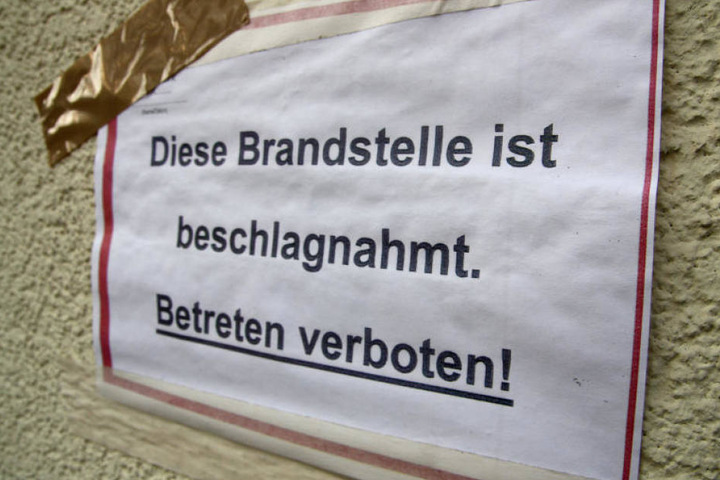 Diese Brandstelle ist
beschlagnahmt.
Betreten verboten!